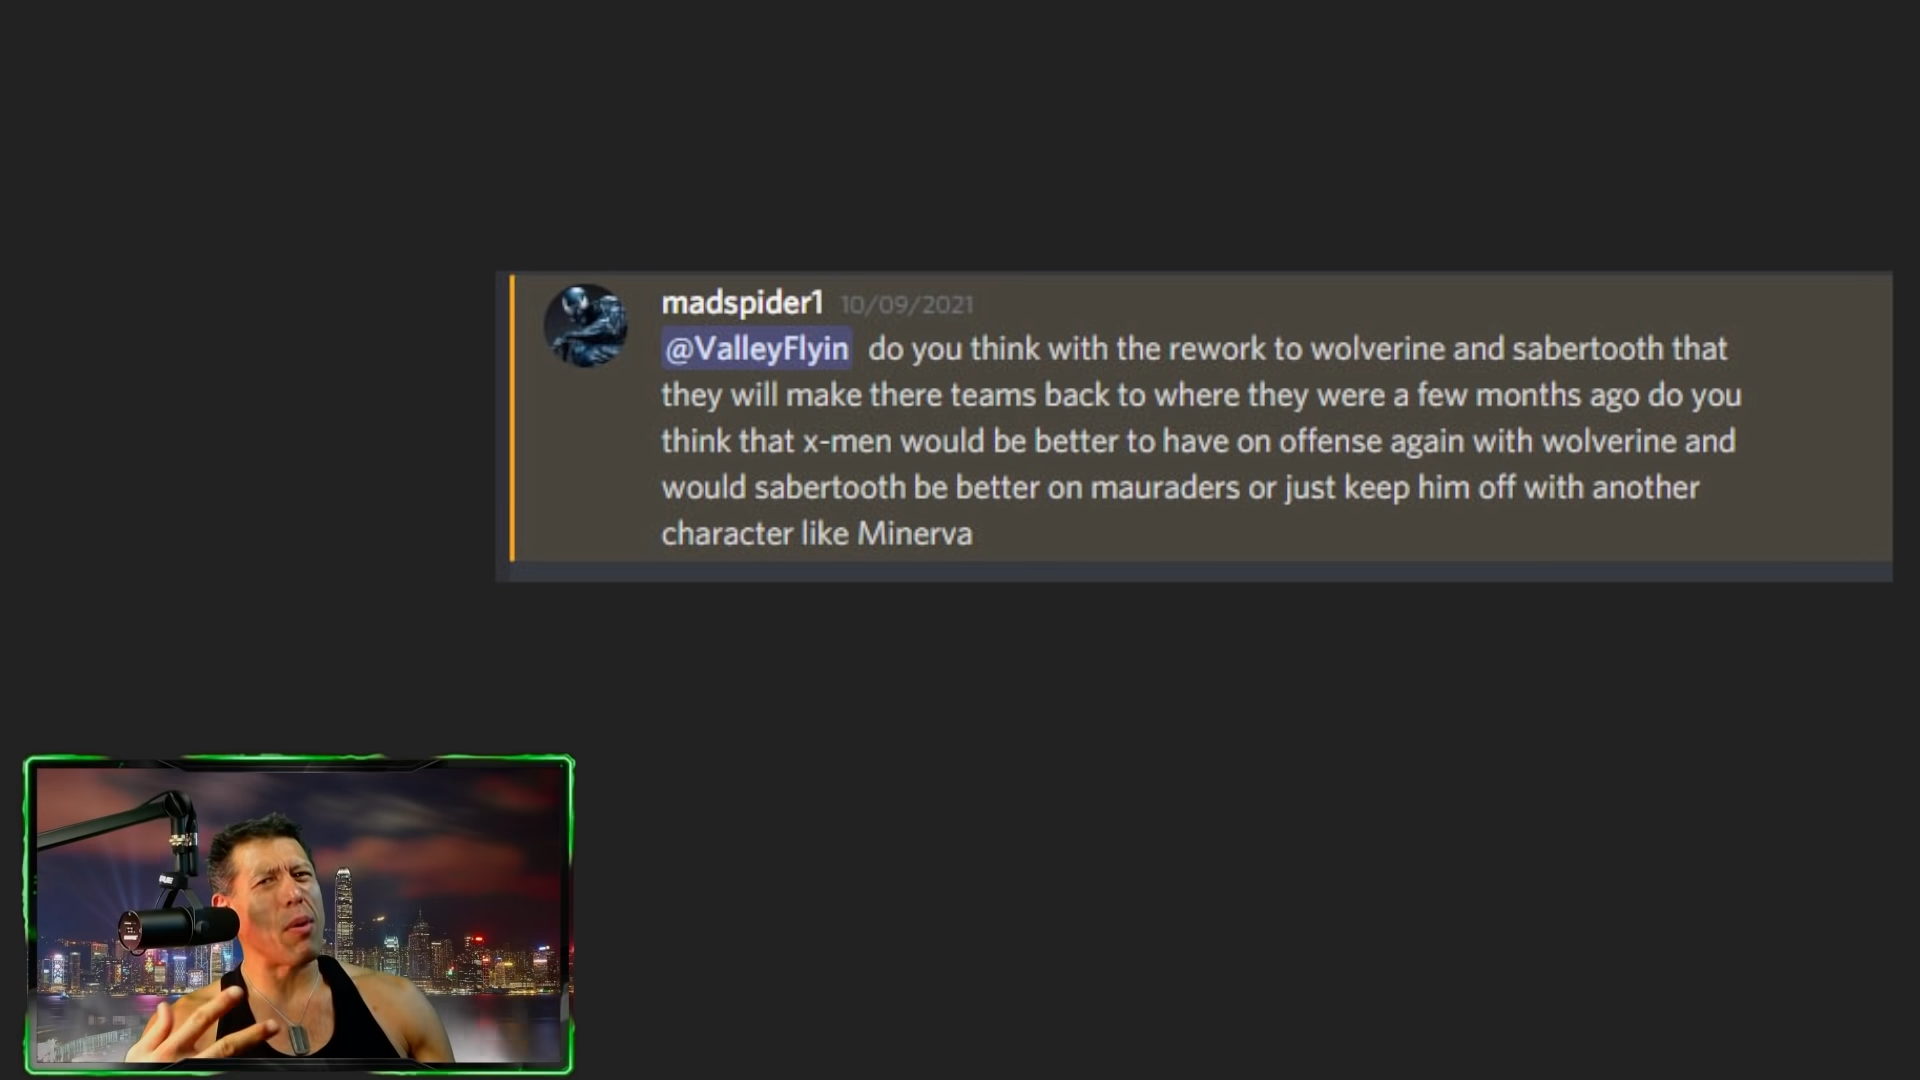 madspider1 10/09/2021
@ValleyFlyin do you think with the rework to wolverine and sabertooth that
they will make there teams back to where they were a few months ago do you
think that x-men would be better to have on offense again with wolverine and
would sabertooth be better on mauraders or just keep him off with another
character like Minerva